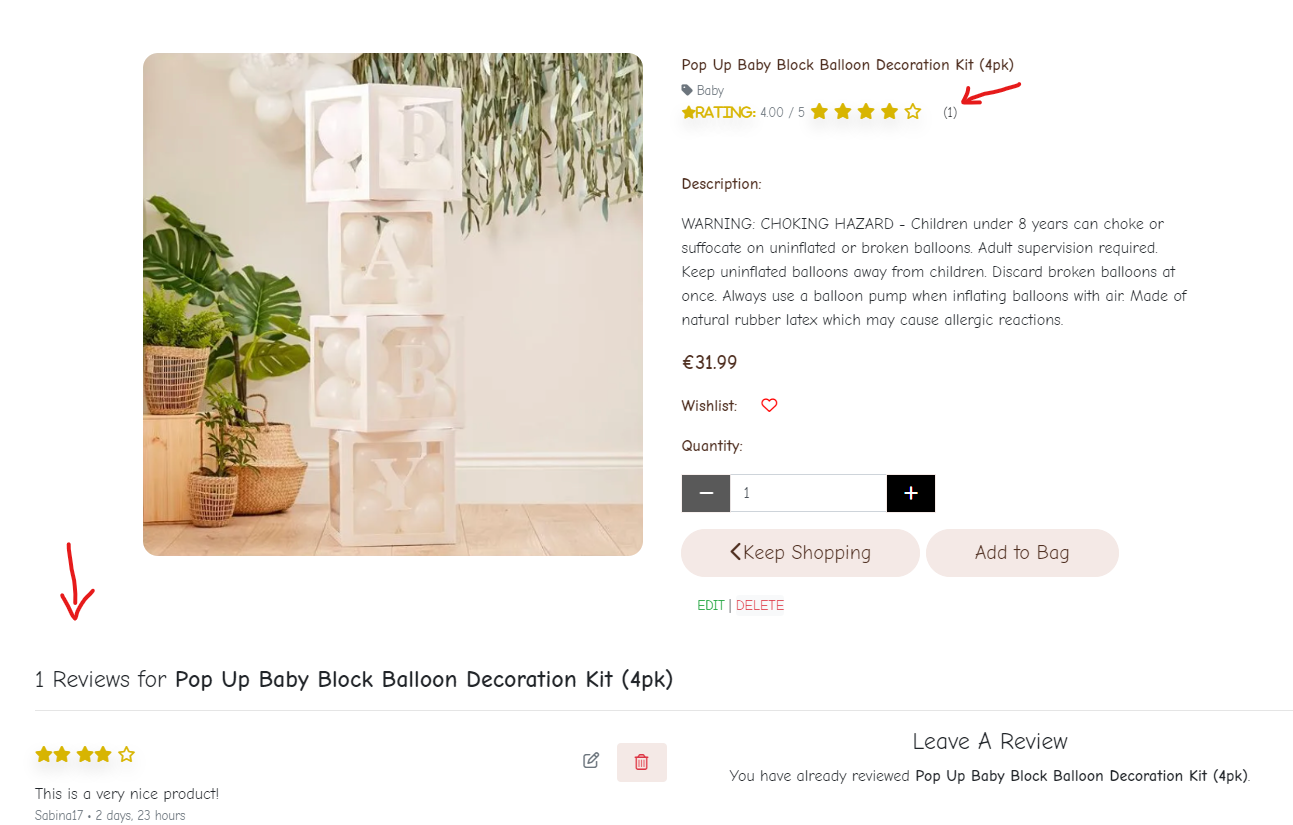 Pop Up Baby Block Balloon Decoration Kit (4pk)
Baby
RATING: 4.00 / 5 (1)
B
A
B
Y
Description:
WARNING: CHOKING HAZARD - Children under 8 years can choke or
suffocate on uninflated or broken balloons. Adult supervision required.
Keep uninflated balloons away from children. Discard broken balloons at
once. Always use a balloon pump when inflating balloons with air. Made of
natural rubber latex which may cause allergic reactions.
€31.99
Wishlist:
Quantity:
1
Keep Shopping Add to Bag
EDIT | DELETE
1 Reviews for Pop Up Baby Block Balloon Decoration Kit (4pk)
This is a very nice product!
Sabina17 • 2 days, 23 hours
Leave A Review
You have already reviewed Pop Up Baby Block Balloon Decoration Kit (4pk).